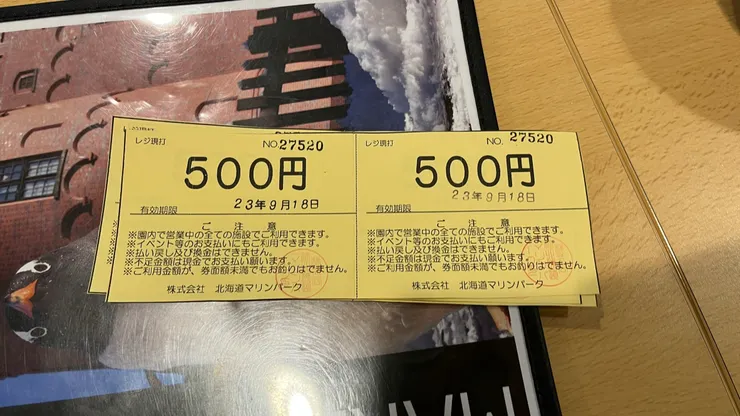 レジ現打
NO.27520
500円
23年9月18日
有効期限
ご注意
※園内で営業中の全ての施設でご利用できます。
※イベント等のお支払いにもご利用できます。
※払い戻し及び換金はできません。
※不足金額は現金でお支払い願います。
※ご利用金額が、券面額未満でもお釣りはでません。
株式会社 北海道マリンパーク
レジ現打
NO.27520
500円
23年9月18日
有効期限
ご注意
※園内で営業中の全ての施設でご利用できます。
※イベント等のお支払いにもご利用できます。
※払い戻し及び換金はできません。
※不足金額は現金でお支払い願います。
※ご利用金額が、券面額未満でもお釣りはでません。
株式会社 北海道マリンパーク